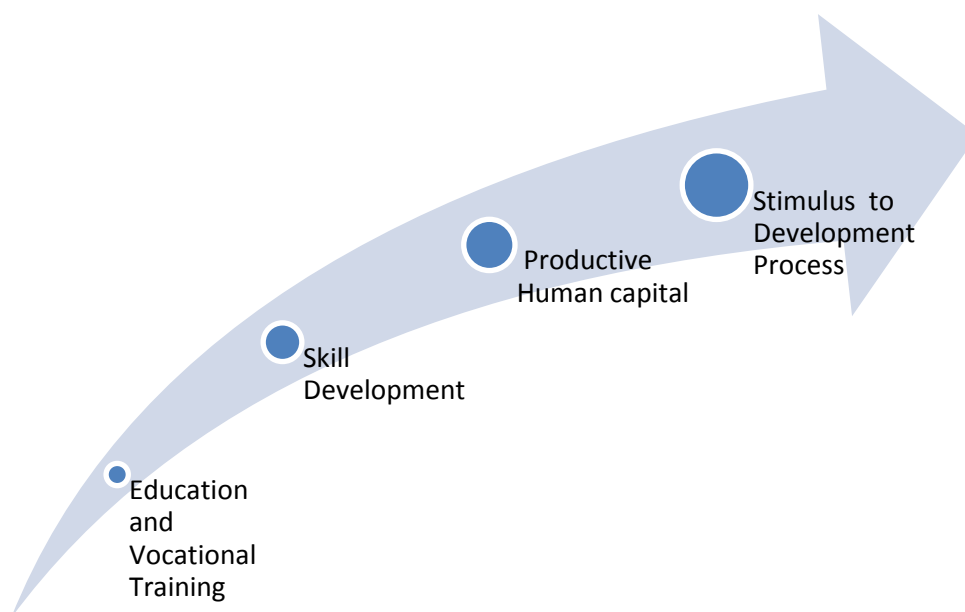 Stimulus to
Development
Process
Productive
Human capital
Skill
Development
Education
and
Vocational
Training